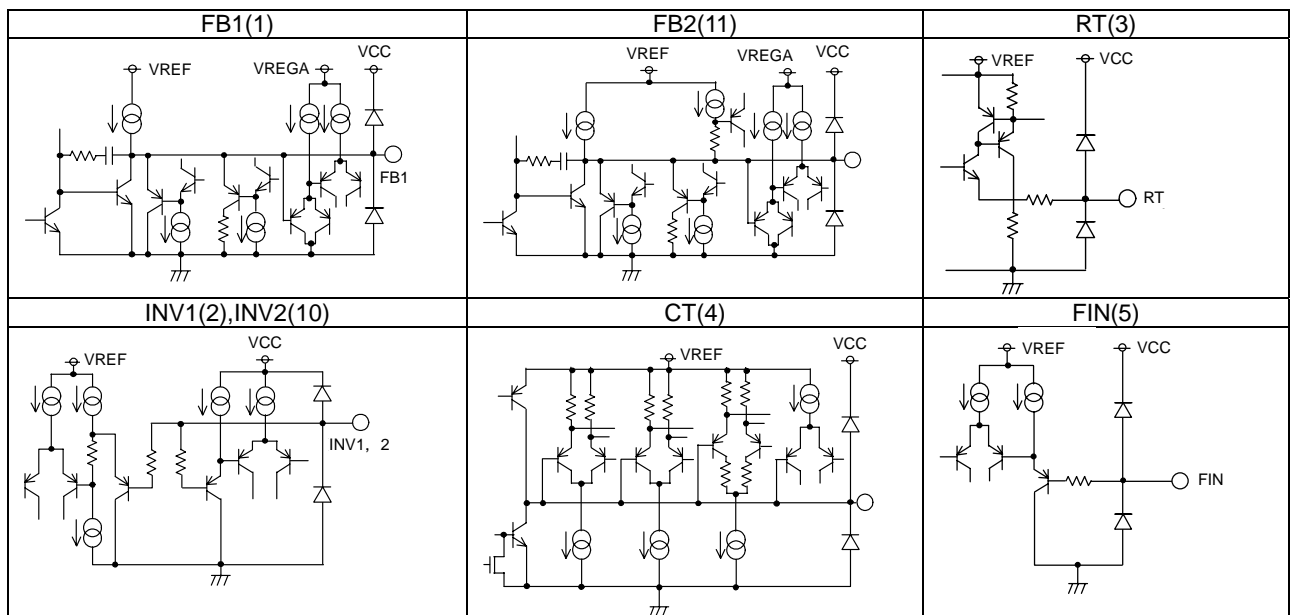 FB1(1)
FB2(11)
RT(3)
VREF
VREGA
VCC
FB1
VREF
VREGA
VCC
VREF
VCC
RT
INV1(2),INV2(10)
CT(4)
FIN(5)
VREF
VCC
INV1, 2
VREF
VCC
VREF
VCC
FIN